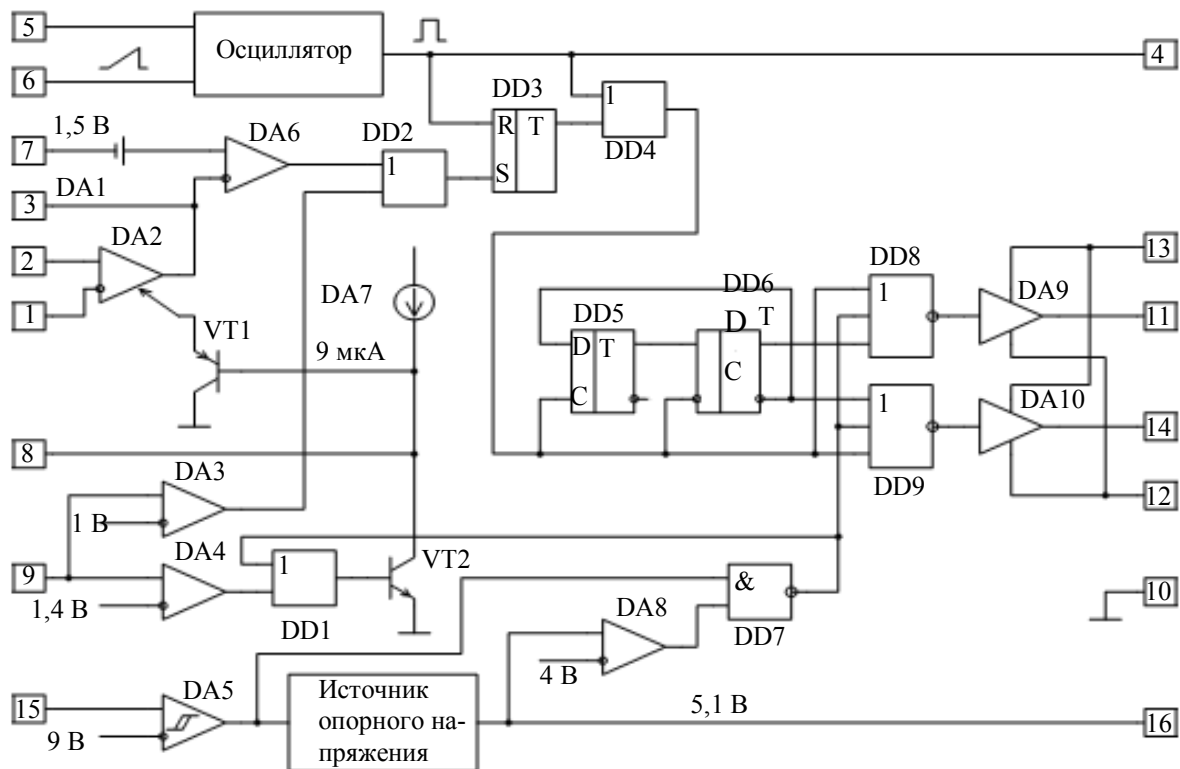 5
Осциллятор
4
6
DD3
1
R
T
S
DD4
1,5 В
7
DA6
DD2
1
DA1
3
DA2
2
1
VT1
DA7
9 мкА
DD8
1
13
DD6
DA9
DD5
D
T
11
D
T
C
C
1
DA10
14
DD9
12
8
DA3
1 В
DA4
VT2
9
1
&
10
1,4 В
DD1
DA8
DD7
4 В
DA5
15
Источник
опорного на-
пряжения
5,1 В
16
9 В